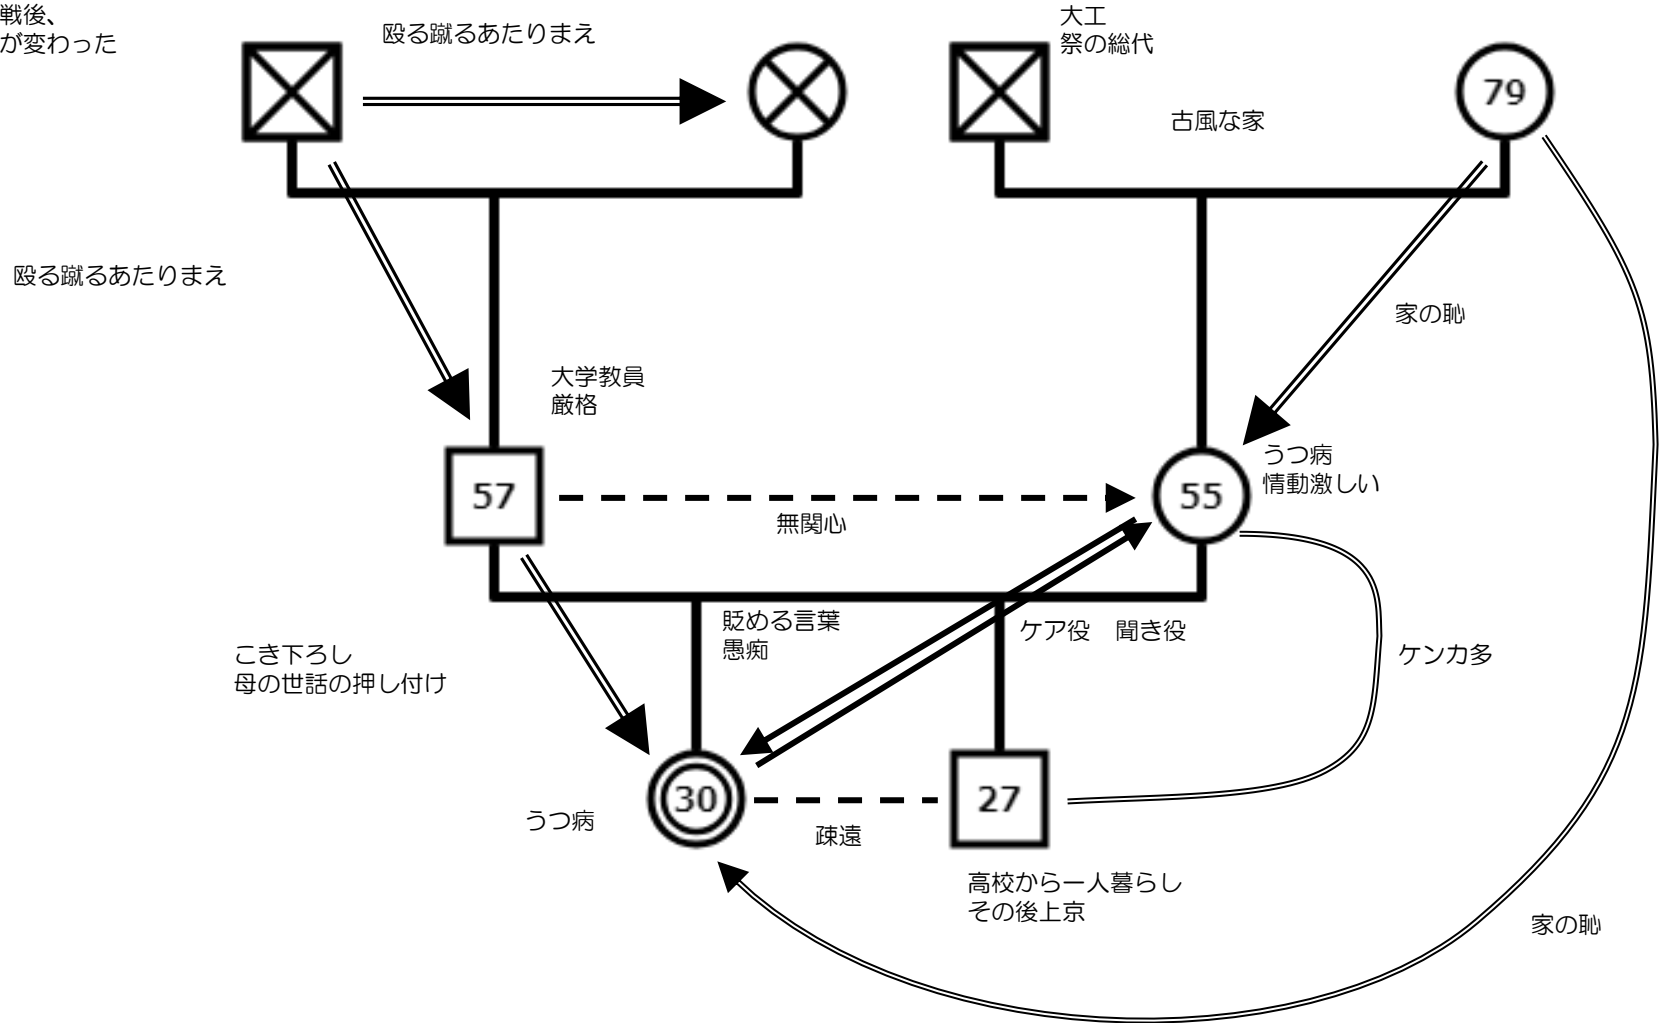 戦後、
が変わった
殴る蹴るあたりまえ
大工
祭の総代
79
古風な家
殴る蹴るあたりまえ
家の恥
大学教員
厳格
57
無関心
55
うつ病
情動激しい
貶める言葉
愚痴
ケア役　聞き役
こき下ろし
母の世話の押し付け
ケンカ多
うつ病
30
疎遠
27
高校から一人暮らし
その後上京
家の恥